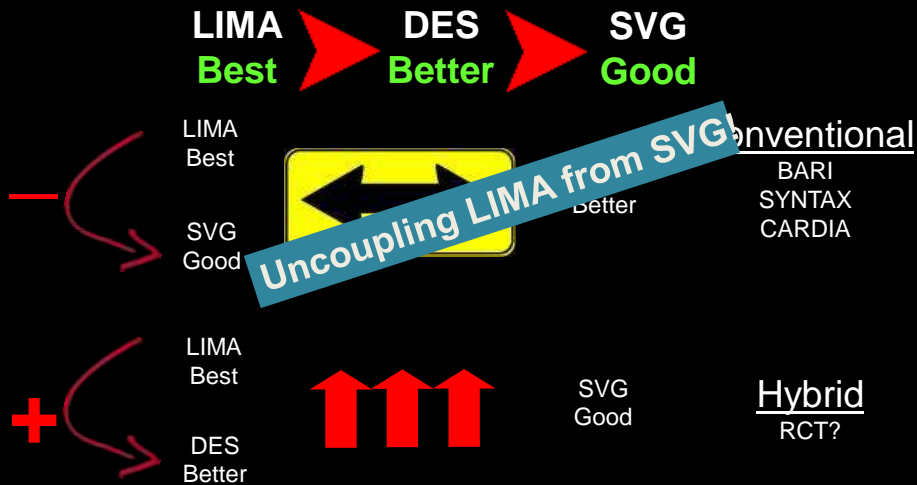 LIMA
Best
DES
Better
SVG
Good
LIMA
Best
SVG
Good
Uncoupling LIMA from SVG!
Better
onventional
BARI
SYNTAX
CARDIA
LIMA
Best
DES
Better
SVG
Good
Hybrid
RCT?